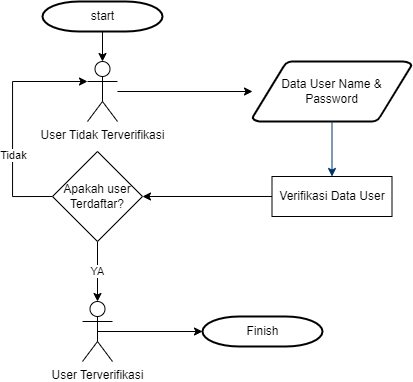 start
User Tidak Terverifikasi
Data User Name &
Password
Tidak
Apakah user
Terdaftar?
Verifikasi Data User
YA
User Terverifikasi
Finish